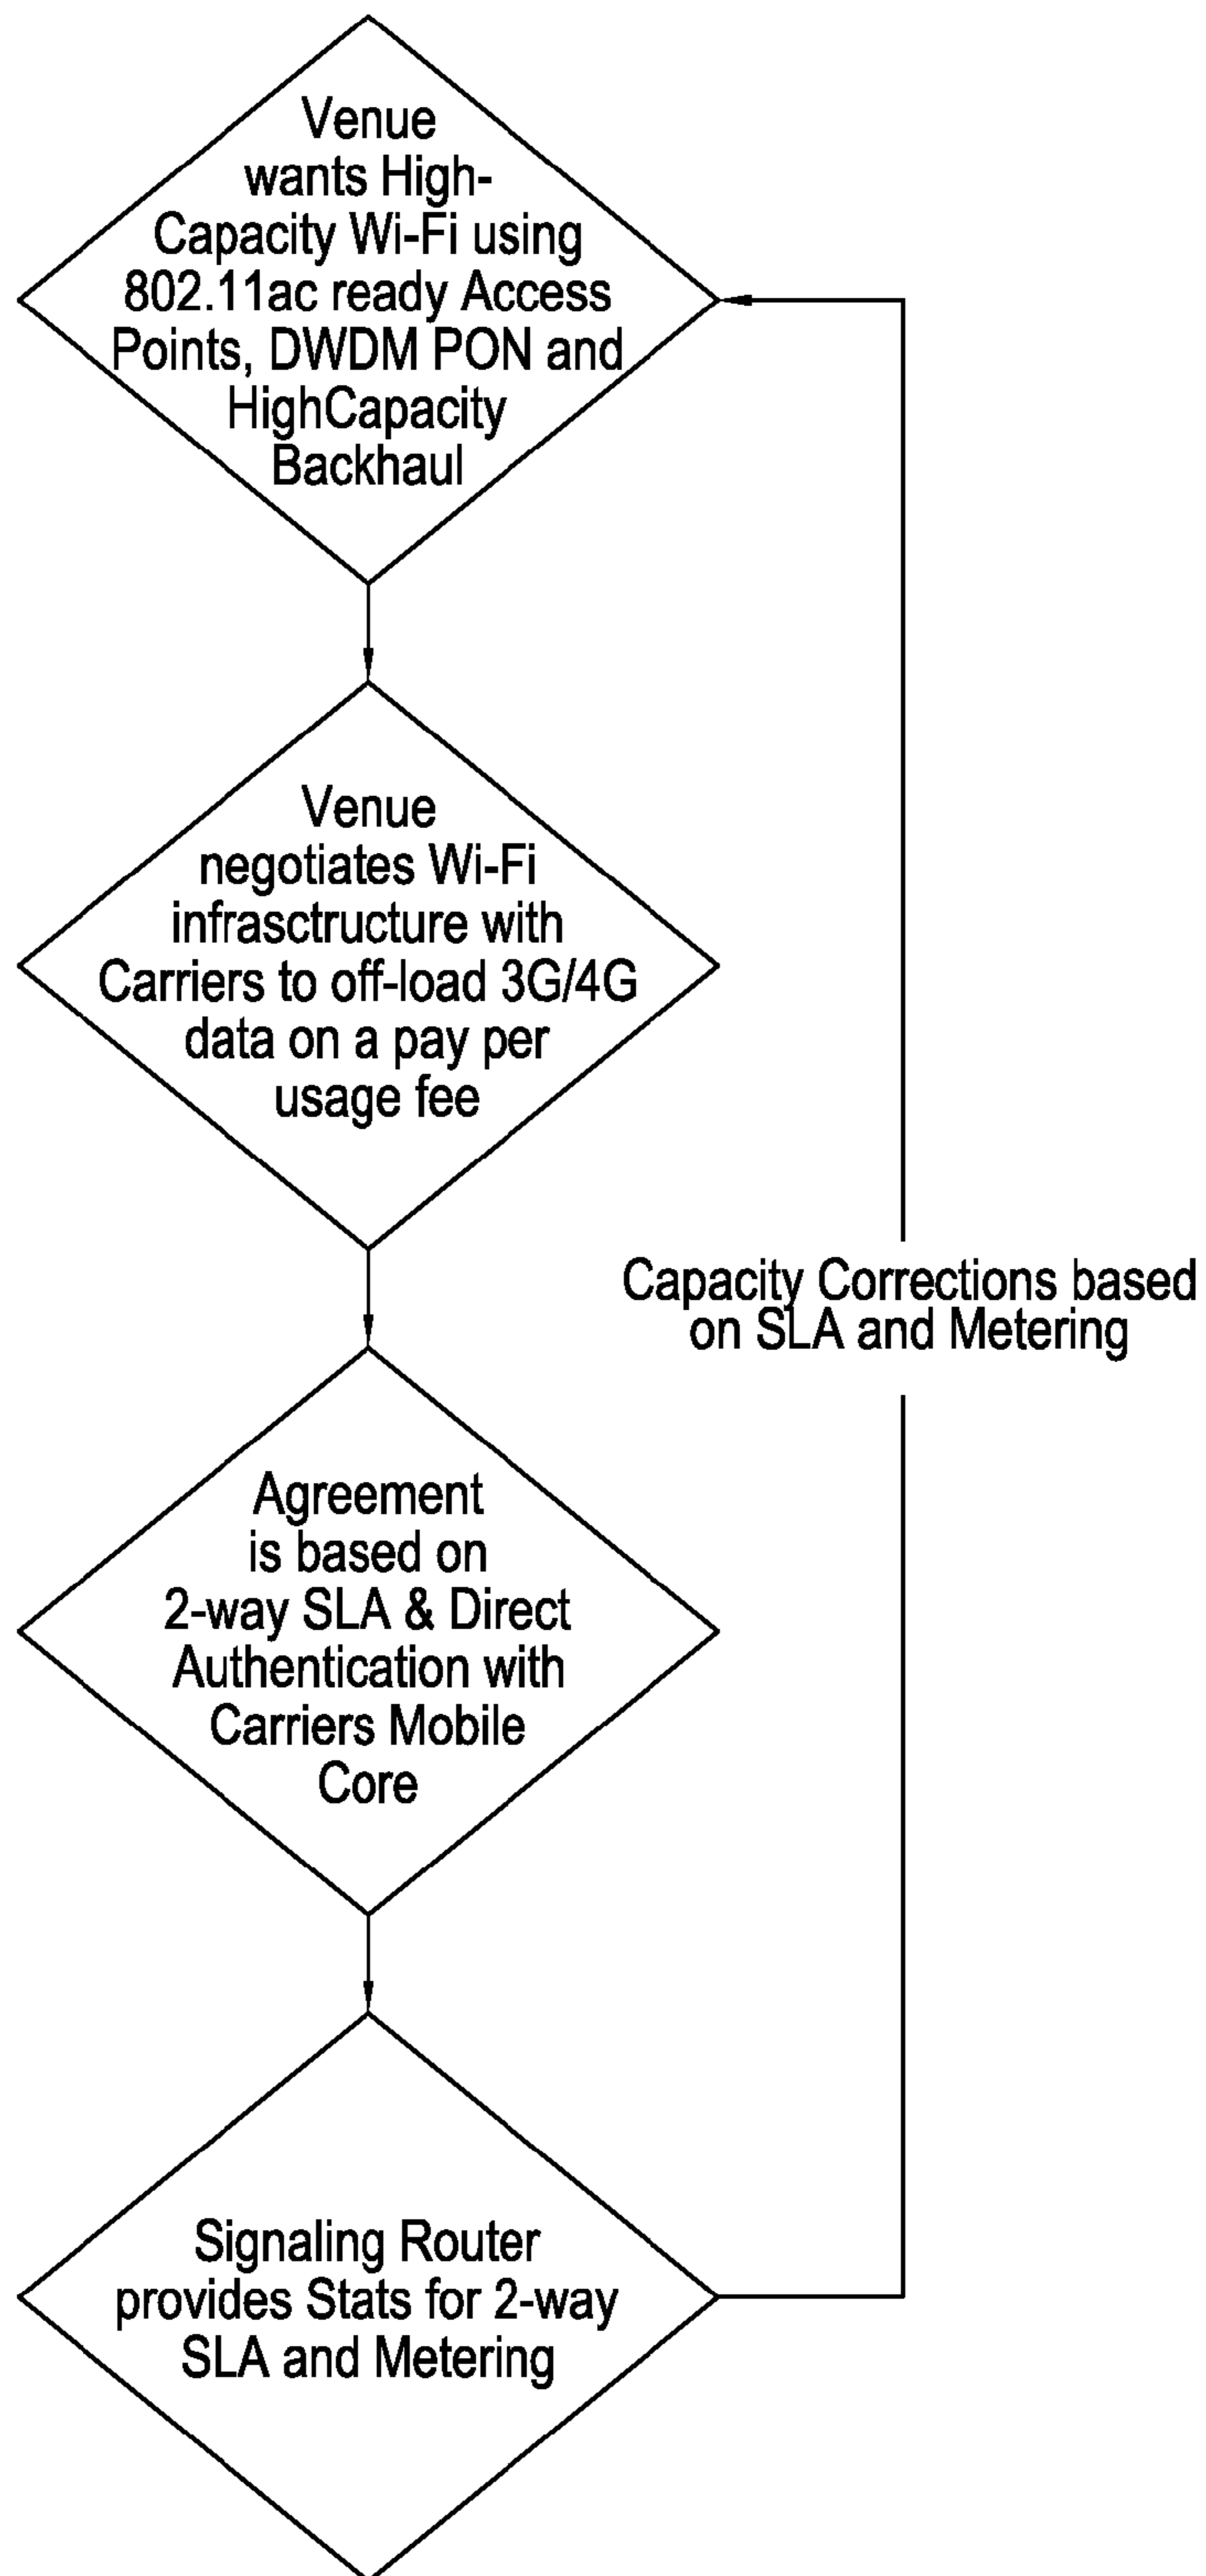 Venue
wants High-
Capacity Wi-Fi using
802.11ac ready Access
Points, DWDM PON and
HighCapacity
Backhaul
Venue
negotiates Wi-Fi
infrasctructure with
Carriers to off-load 3G/4G
data on a pay per
usage fee
Capacity Corrections based
on SLA and Metering
Agreement
is based on
2-way SLA & Direct
Authentication with
Carriers Mobile
Core
Signaling Router
provides Stats for 2-way
SLA and Metering